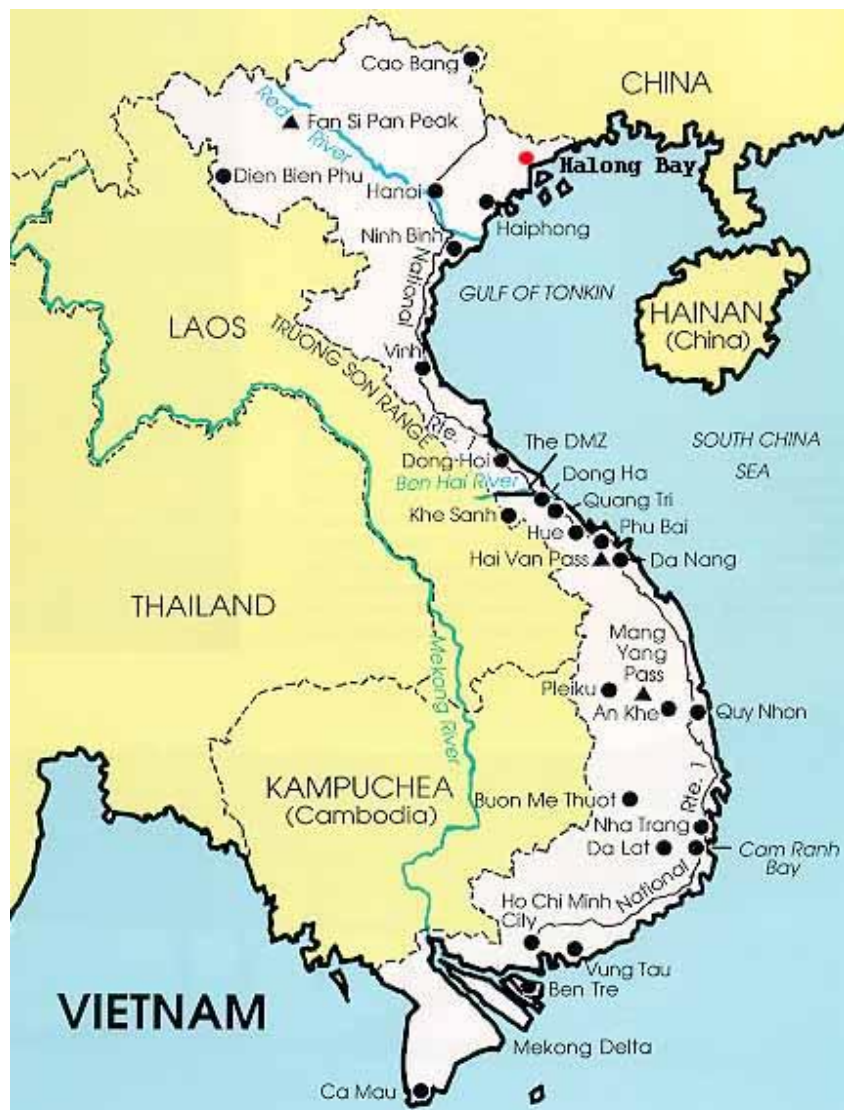 Cao Bang
CHINA
Red
River
Fan Si Pan Peak
Halong Bay
Dien Bien Phu
Hanoi
Haiphong
Ninh Binh
National
GULF OF TONKIN
HAINAN
(China)
LAOS
TRUONG SON RANGE
Vinh
Rte. 1
The DMZ
SOUTH CHINA
SEA
Dong-Hoi
Dong Ha
Ben Hai River
Quang Tri
Khe Sanh
Hue
Phu Bai
Hai Van Pass
Da Nang
THAILAND
Mang
Yang
Pass
Mekong River
Pleiku
An Khe
Quy Nhon
KAMPUCHEA
(Cambodia)
Buon Me Thuot
Rte. 1
Nha Trang
Da Lat
Cam Ranh
Bay
National
Ho Chi Minh
Cily
Vung Tau
Ben Tre
VIETNAM
Mekong Delta
Ca Mau